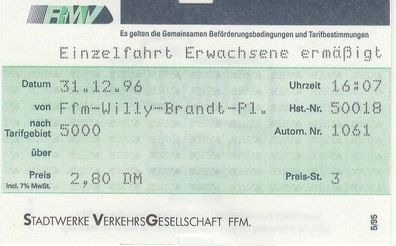 RMV
Es gelten die Gemeinsamen Beförderungsbedingungen und Tarifbestimmungen
Einzelfahrt Erwachsene ermäßigt
Datum 31.12.96 Uhrzeit 16:07
von Ffm-Willy-Brandt-Pl. Hst.-Nr. 50018
nach Tarifgebiet 5000 Autom. Nr. 1061
über
Preis incl. 7% MwSt. 2,80 DM Preis-St. 3
STADTWERKE VERKEHRSGESELLSCHAFT FFM.
5/95